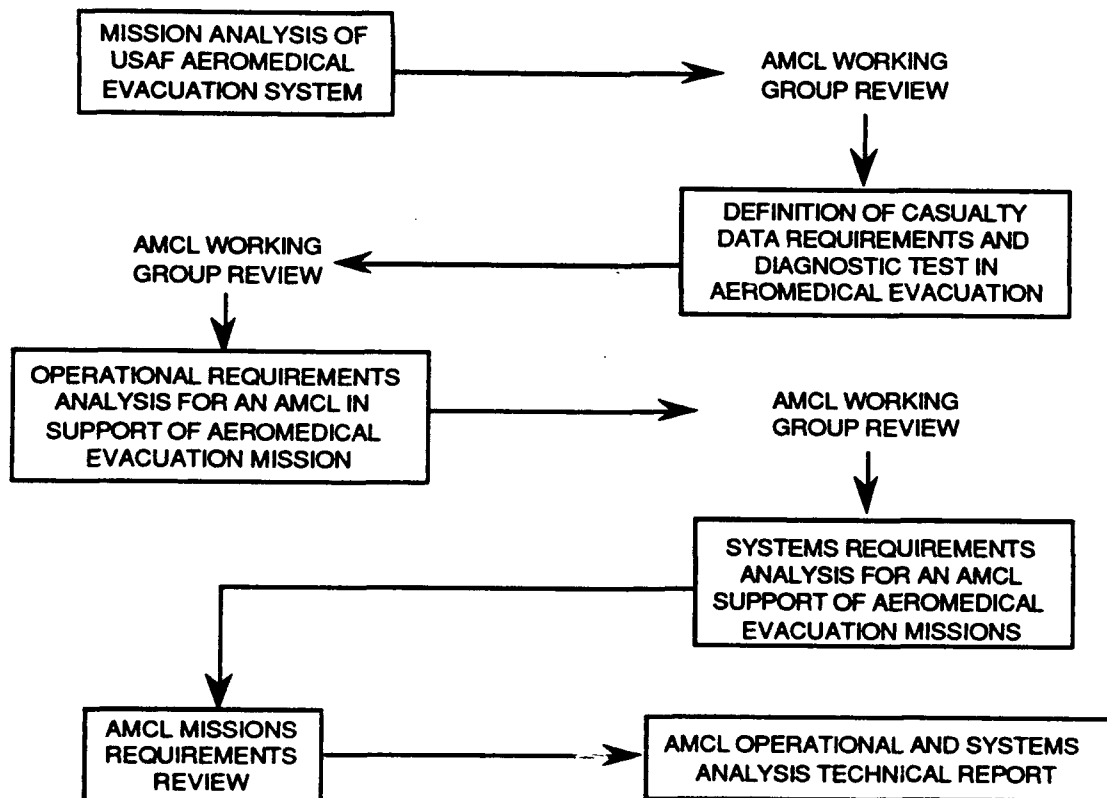 MISSION ANALYSIS OF
USAF AEROMEDICAL
EVACUATION SYSTEM
AMCL WORKING
GROUP REVIEW
DEFINITION OF CASUALTY
DATA REQUIREMENTS AND
DIAGNOSTIC TEST IN
AEROMEDICAL EVACUATION
AMCL WORKING
GROUP REVIEW
OPERATIONAL REQUIREMENTS
ANALYSIS FOR AN AMCL IN
SUPPORT OF AEROMEDICAL
EVACUATION MISSION
AMCL WORKING
GROUP REVIEW
SYSTEMS REQUIREMENTS
ANALYSIS FOR AN AMCL
SUPPORT OF AEROMEDICAL
EVACUATION MISSIONS
AMCL MISSIONS
REQUIREMENTS
REVIEW
AMCL OPERATIONAL AND SYSTEMS
ANALYSIS TECHNICAL REPORT